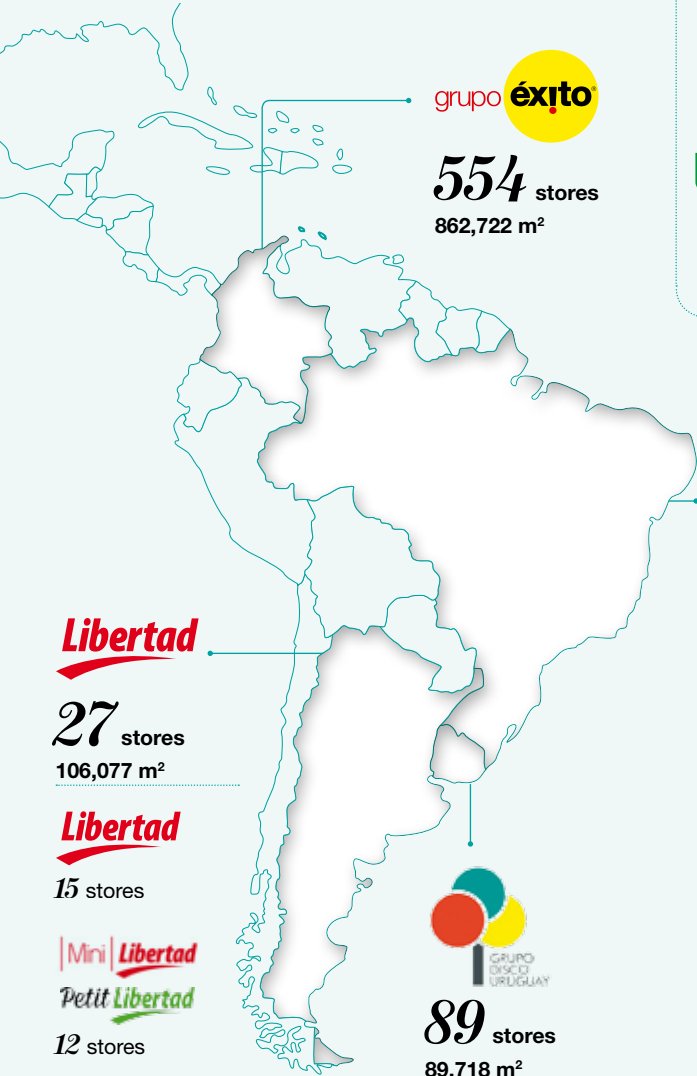 grupo éxito
554 stores
862,722 m²
Libertad
27 stores
106,077 m²
Libertad
15 stores
Mini Libertad
Petit Libertad
12 stores
GRUPO
DISCO
URUGUAY
89 stores
89,718 m²